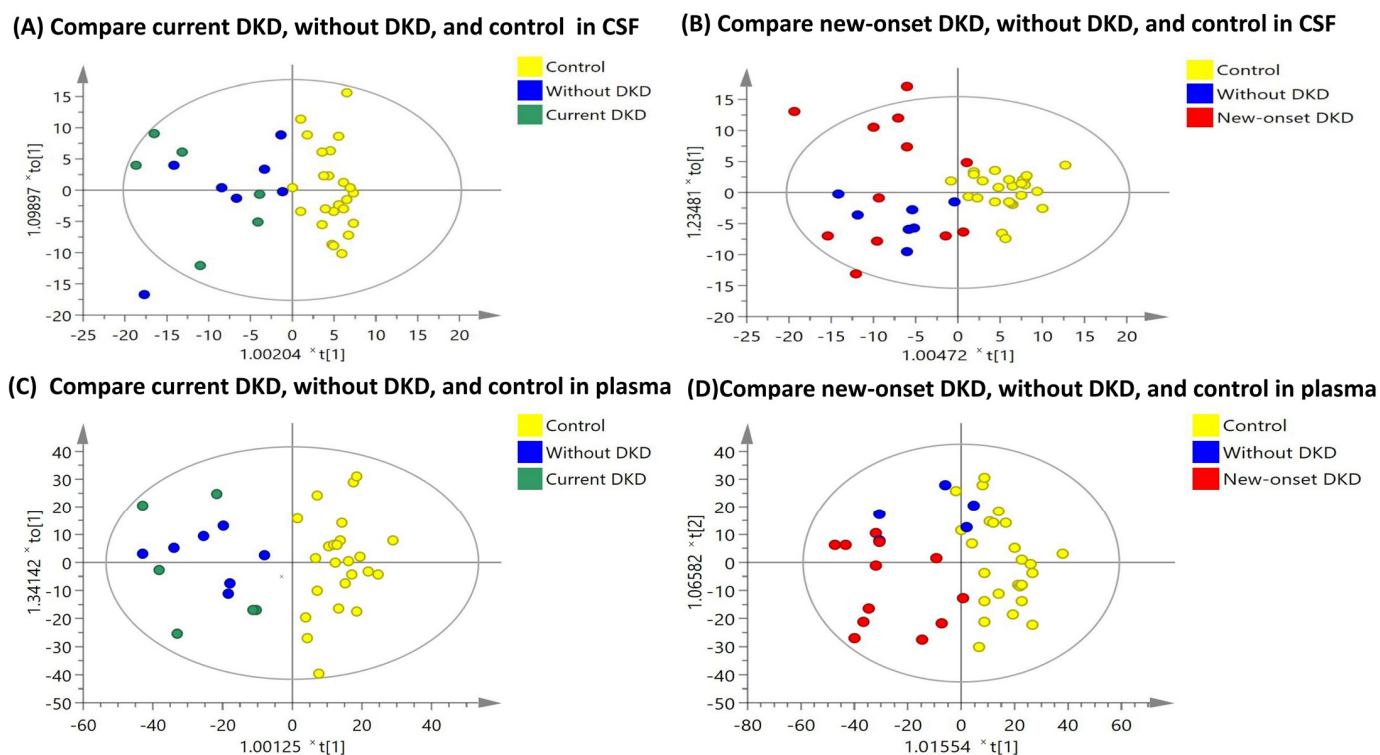 (A) Compare current DKD, without DKD, and control in CSF
Control
Without DKD
Current DKD
15
10
5
0
-5
-10
-15
-20
1.09897 × to[1]
-25 -20 -15 -10 -5 0 5 10 15 20
1.00204 × t[1]
(B) Compare new-onset DKD, without DKD, and control in CSF
Control
Without DKD
New-onset DKD
15
10
5
0
-5
-10
-15
-20
1.23481 × to[1]
-25 -20 -15 -10 -5 0 5 10 15 20
1.00472 × t[1]
(C) Compare current DKD, without DKD, and control in plasma
Control
Without DKD
Current DKD
40
30
20
10
0
-10
-20
-30
-40
-50
1.34142 × to[1]
-60 -40 -20 0 20 40
1.00125 × t[1]
(D)Compare new-onset DKD, without DKD, and control in plasma
Control
Without DKD
New-onset DKD
40
30
20
10
0
-10
-20
-30
-40
-50
1.06582 × t[2]
-80 -60 -40 -20 0 20 40 60
1.01554 × t[1]